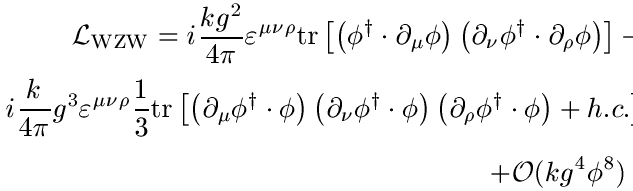 \mathcal{L}_{\mathrm{WZW}} = i \frac{kg^2}{4\pi} \varepsilon^{\mu\nu\rho} \mathrm{tr} \left[ \left( \phi^\dagger \cdot \partial_\mu \phi \right) \left( \partial_\nu \phi^\dagger \cdot \partial_\rho \phi \right) \right] -
i \frac{k}{4\pi} g^3 \varepsilon^{\mu\nu\rho} \frac{1}{3} \mathrm{tr} \left[ \left( \partial_\mu \phi^\dagger \cdot \phi \right) \left( \partial_\nu \phi^\dagger \cdot \phi \right) \left( \partial_\rho \phi^\dagger \cdot \phi \right) + h.c. \right]
+ \mathcal{O}(kg^4 \phi^8)